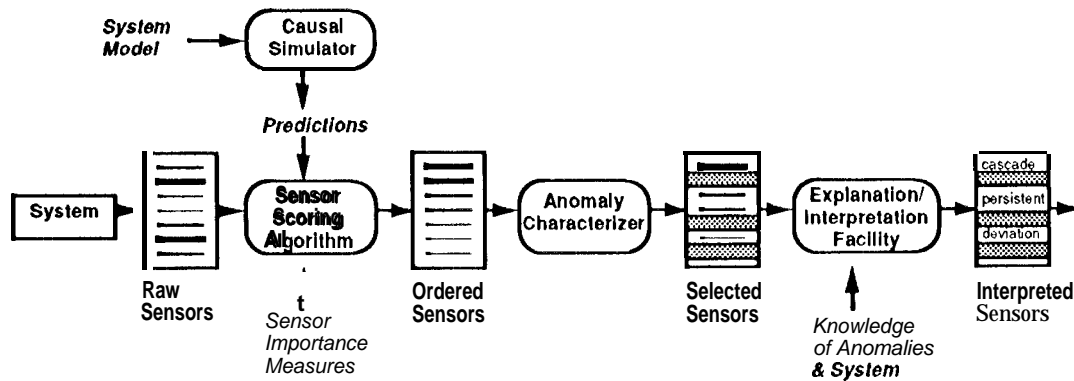 System
Model
Causal
Simulator
Predictions
System
Raw
Sensors
Sensor
Scoring
Algorithm
t
Sensor
Importance
Measures
Ordered
Sensors
Anomaly
Characterizer
Selected
Sensors
Explanation/
Interpretation
Facility
Knowledge
of Anomalies
& System
cascade
persistent
deviation
Interpreted
Sensors